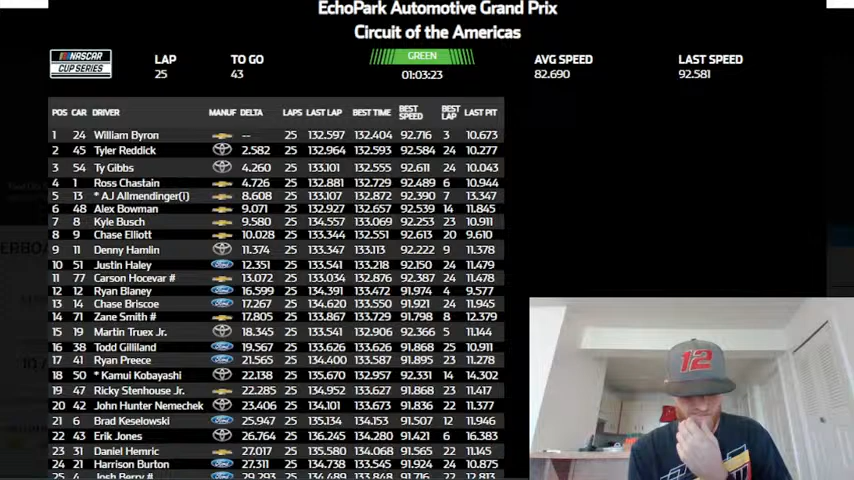 EchoPark Automotive Grand Prix
Circuit of the Americas
NASCAR CUP SERIES
LAP 25
TO GO 43
GREEN 01:03:23
AVG SPEED 82.690
LAST SPEED 92.581
POS CAR DRIVER MANUF DELTA LAPS LAST LAP BEST TIME BEST SPEED BEST LAP LAST PIT
1 24 William Byron -- 25 132.597 132.404 92.716 3 10.673
2 45 Tyler Reddick 2.582 25 132.964 132.593 92.584 24 10.277
3 54 Ty Gibbs 4.260 25 133.101 132.555 92.611 24 10.043
4 1 Ross Chastain 4.726 25 132.881 132.729 92.489 6 10.944
5 13 * AJ Allmendinger(i) 8.608 25 133.107 132.872 92.390 7 13.347
6 48 Alex Bowman 9.071 25 132.927 132.657 92.539 14 11.845
7 8 Kyle Busch 9.580 25 134.557 133.069 92.253 23 10.911
8 9 Chase Elliott 10.028 25 133.344 132.551 92.613 20 9.610
9 11 Denny Hamlin 11.374 25 133.347 133.113 92.222 9 11.378
10 51 Justin Haley 12.351 25 133.541 133.218 92.150 24 11.479
11 77 Carson Hocevar # 13.072 25 133.034 132.876 92.387 24 11.478
12 12 Ryan Blaney 16.599 25 134.391 133.472 91.974 4 9.577
13 14 Chase Briscoe 17.267 25 134.620 133.550 91.921 24 11.945
14 71 Zane Smith # 17.805 25 133.867 133.729 91.798 8 12.379
15 19 Martin Truex Jr. 18.345 25 133.541 132.906 92.366 5 11.144
16 38 Todd Gilliland 19.567 25 133.626 133.626 91.868 25 10.911
17 41 Ryan Preece 21.565 25 134.400 133.587 91.895 23 11.278
18 50 * Kamui Kobayashi 22.138 25 135.670 132.957 92.331 14 14.302
19 47 Ricky Stenhouse Jr. 22.285 25 134.952 133.627 91.868 23 11.417
20 42 John Hunter Nemechek 23.406 25 134.101 133.673 91.836 22 11.377
21 6 Brad Keselowski 25.947 25 135.134 134.153 91.507 12 11.946
22 43 Erik Jones 26.764 25 136.245 134.280 91.421 6 16.383
23 31 Daniel Hemric 27.017 25 135.580 134.068 91.565 22 11.145
24 21 Harrison Burton 27.311 25 134.738 133.545 91.924 24 10.875
25 4 Josh Berry # 29.293 25 134.489 133.848 91.716 22 12.813
12